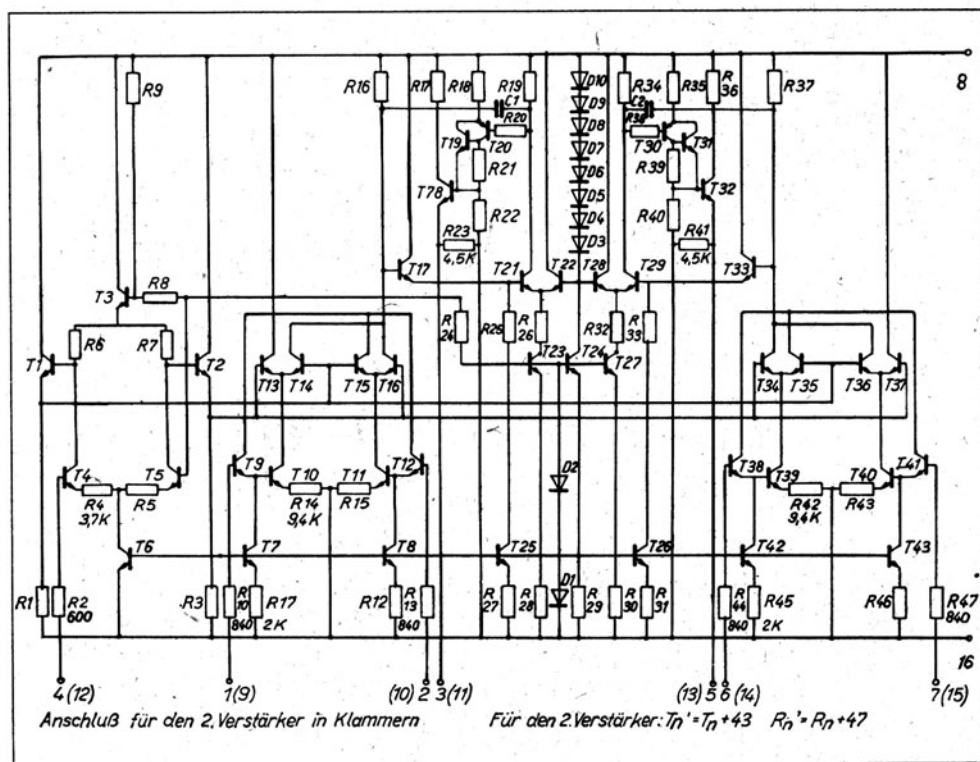 8
R9 R16 R17 R18 R19 D10 R34 R35 R36 R37
C1 D9 C2
R20 D8 R38
T19 T20 D7 T30 T31
R21 D6 R39
T78 D5 T32
R22 D4 R40
R23 D3 R41
4,5K 4,5K
T17 T21 T22 T28 T29 T33
T3 R8
R6 R7 R24 R25 R26 R32 R33
T1 T2 T23 T24 T27
T13 T14 T15 T16 T34 T35 T36 T37
T4 T5 T9 T10 T11 T12 D2 T38 T39 T40 T41
R4 R5 R14 R15 R42 R43
3,7K 9,4K 9,4K
T6 T7 T8 T25 T26 T42 T43
D1
R1 R2 R3 R10 R17 R12 R13 R27 R28 R29 R30 R31 R44 R45 R46 R47
600 840 2K 840 840 2K 840
16
4 (12) 1(9) (10) 2 3 (11) (13) 5 6 (14) 7 (15)
Anschluß für den 2. Verstärker in Klammern Für den 2. Verstärker: Tn'=Tn+43 Rn'=Rn+47